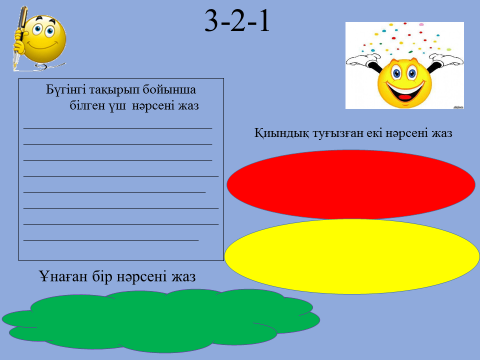 3-2-1
Бүгінгі тақырып бойынша
білген үш нәрсені жаз
Қиындық туғызған екі нәрсені жаз
Ұнаған бір нәрсені жаз